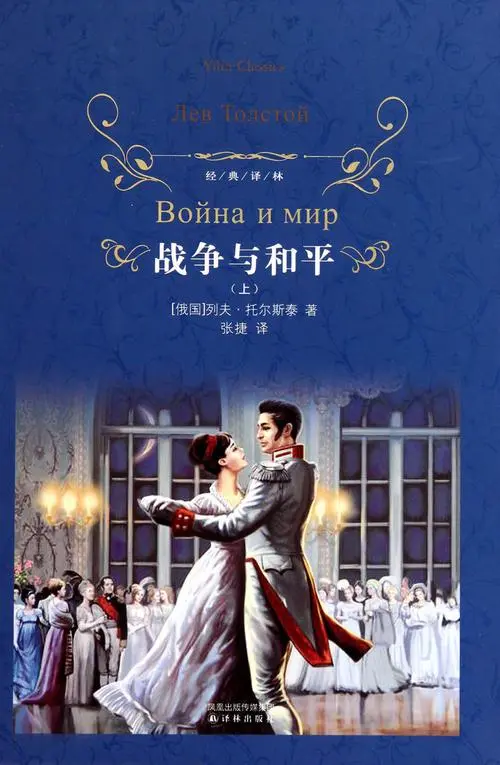 Yilin Classics
Лев Толстой
经/典/译/林
Война и мир
战争与和平
(上)
[俄国]列夫·托尔斯泰 著
张捷 译
凤凰出版传媒集团
译林出版社